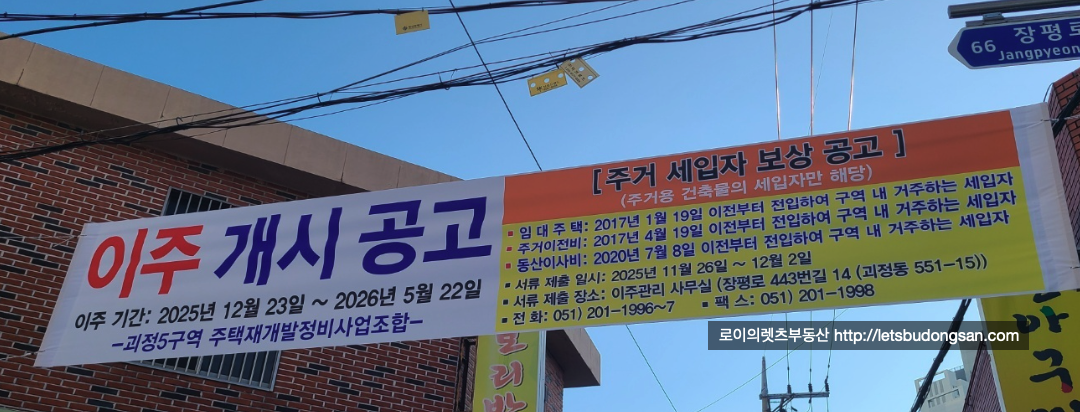 66 장평로
Jangpyeon
이주 개시 공고
이주 기간: 2025년 12월 23일 ~ 2026년 5월 22일
-괴정5구역 주택재개발정비사업조합-
[주거 세입자 보상 공고]
(주거용 건축물의 세입자만 해당)
▪ 임 대 주 택: 2017년 1월 19일 이전부터 전입하여 구역 내 거주하는 세입자
▪ 주거이전비: 2017년 4월 19일 이전부터 전입하여 구역 내 거주하는 세입자
▪ 동산이사비: 2020년 7월 8일 이전부터 전입하여 구역 내 거주하는 세입자
▪ 서류 제출 일시: 2025년 11월 26일 ~ 12월 2일
▪ 서류 제출 장소: 이주관리 사무실 (장평로 443번길 14 (괴정동 551-15))
▪ 전 화: 051) 201-1996~7 ▪ 팩 스: 051) 201-1998
로이의렛츠부동산 http://letsbudongsan.com